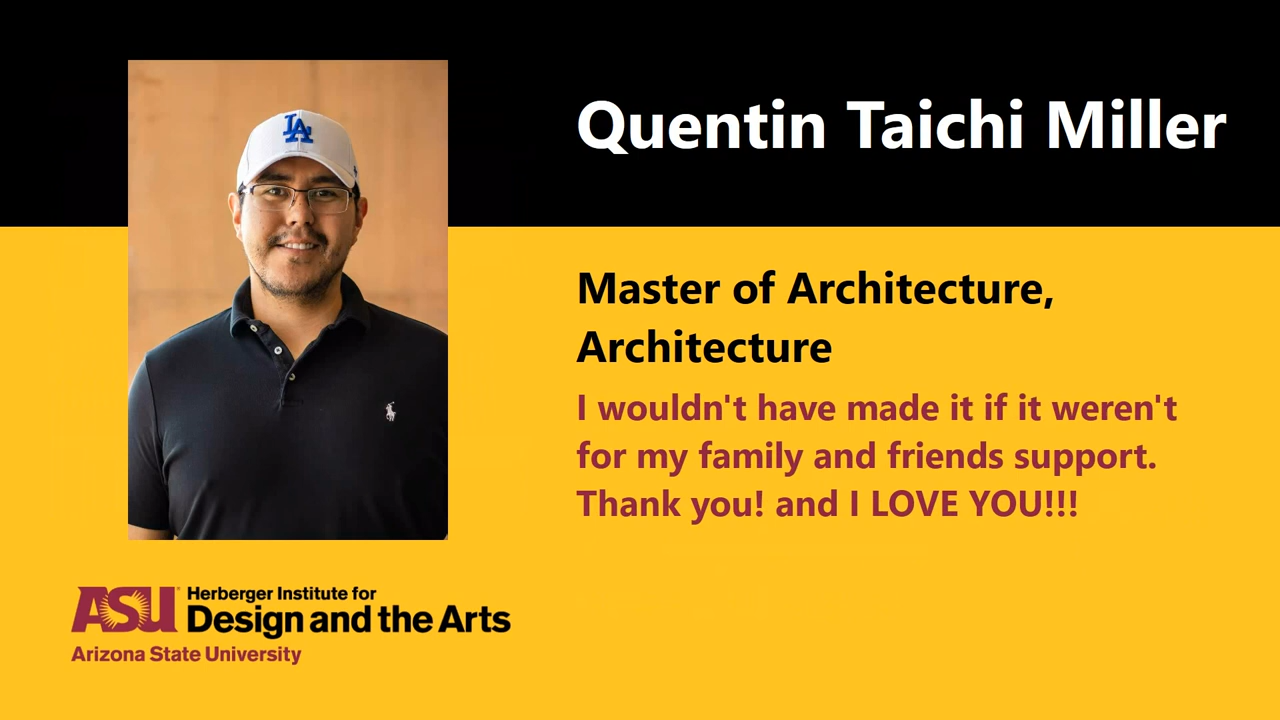 LA
Quentin Taichi Miller
Master of Architecture,
Architecture
I wouldn't have made it if it weren't
for my family and friends support.
Thank you! and I LOVE YOU!!!
ASU Herberger Institute for
Design and the Arts
Arizona State University